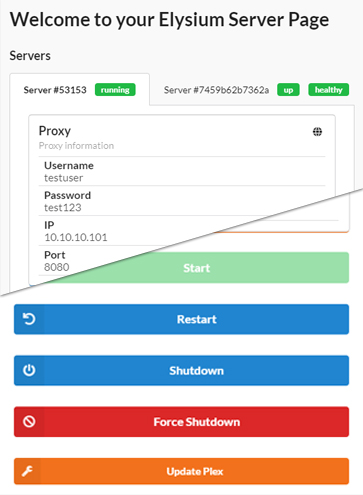 Welcome to your Elysium Server Page
Servers
Server #53153 running Server #7459b62b7362a up healthy
Proxy
Proxy information
Username
testuser
Password
test123
IP
10.10.10.101
Port
8080
Start
Restart
Shutdown
Force Shutdown
Update Plex